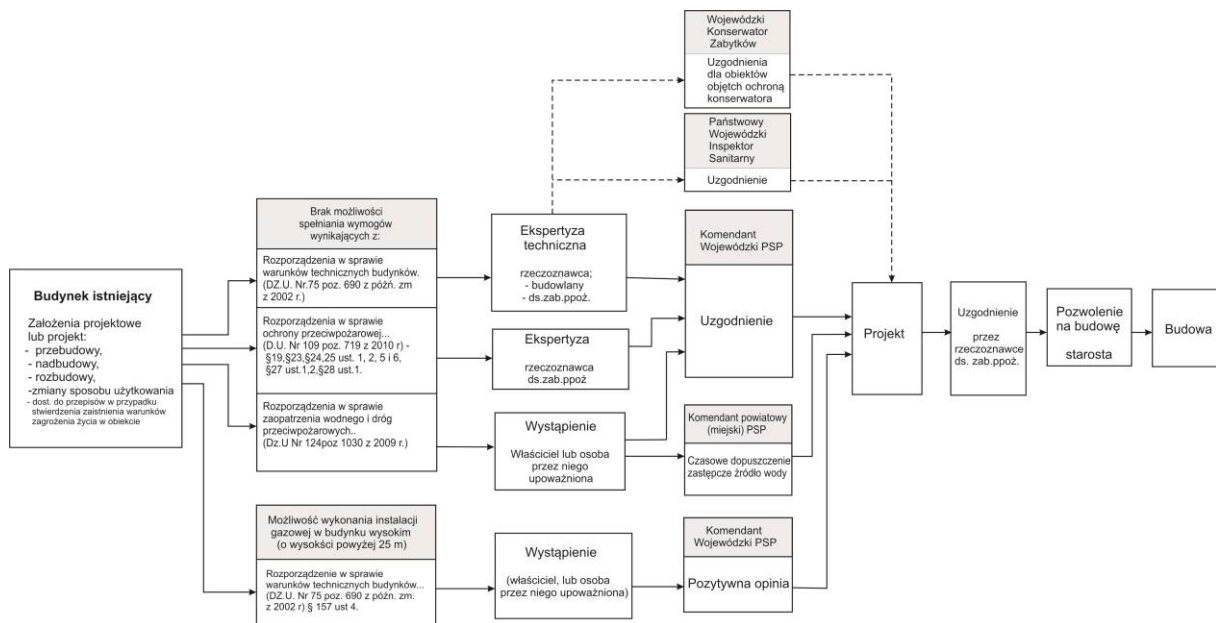 Budynek istniejący
Założenia projektowe
lub projekt:
- przebudowy,
- nadbudowy,
- rozbudowy,
-zmiany sposobu użytkowania
- dost. do przepisów w przypadku
stwierdzenia zaistnienia warunków
zagrożenia życia w obiekcie
Brak możliwości
spełniania wymogów
wynikających z:
Rozporządzenia w sprawie
warunków technicznych budynków.
(DZ.U. Nr.75 poz. 690 z późń. zm
z 2002 r.)
Rozporządzenia w sprawie
ochrony przeciwpożarowej...
(D.U. Nr 109 poz. 719 z 2010 r) -
§19,§23,§24,25 ust. 1, 2, 5 i 6,
§27 ust.1,2,§28 ust.1.
Rozporządzenia w sprawie
zaopatrzenia wodnego i dróg
przeciwpożarowych..
(Dz.U Nr 124poz 1030 z 2009 r.)
Możliwość wykonania instalacji
gazowej w budynku wysokim
(o wysokści powyżej 25 m)
Rozporządzenie w sprawie
warunków technicznych budynków...
(DZ.U. Nr 75 poz. 690 z późn. zm.
z 2002 r) § 157 ust 4.
Ekspertyza
techniczna
rzeczoznawca;
- budowlany
- ds.zab.ppoż.
Ekspertyza
rzeczoznawca
ds.zab.ppoż
Wystąpienie
Właściciel lub osoba
przez niego
upoważniona
Wystąpienie
(właściciel, lub osoba
przez niego upoważniona)
Wojewódzki
Konserwator
Zabytków
Uzgodnienia
dla obiektów
objętch ochroną
konserwatora
Państwowy
Wojewódzki
Inspektor
Sanitarny
Uzgodnienie
Komendant
Wojewódzki PSP
Uzgodnienie
Komendant powiatowy
(miejski) PSP
Czasowe dopuszczenie
zastępcze źródło wody
Komendant
Wojewódzki PSP
Pozytywna opinia
Projekt
Uzgodnienie
przez
rzeczoznawce
ds. zab.ppoż.
Pozwolenie
na budowę
starosta
Budowa